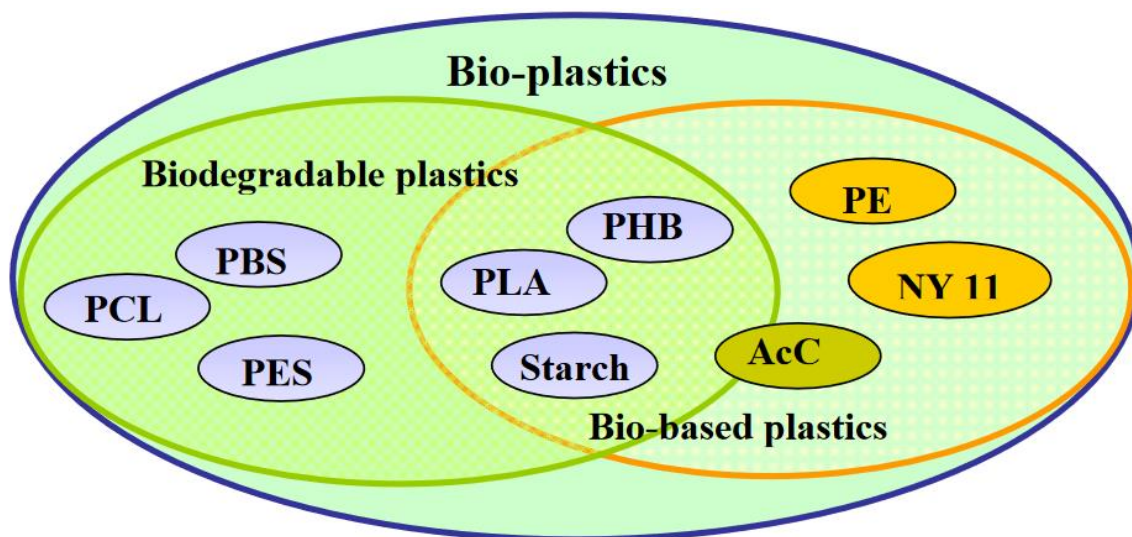 Bio-plastics
Biodegradable plastics
PBS
PCL
PES
PHB
PLA
Starch
PE
NY 11
AcC
Bio-based plastics